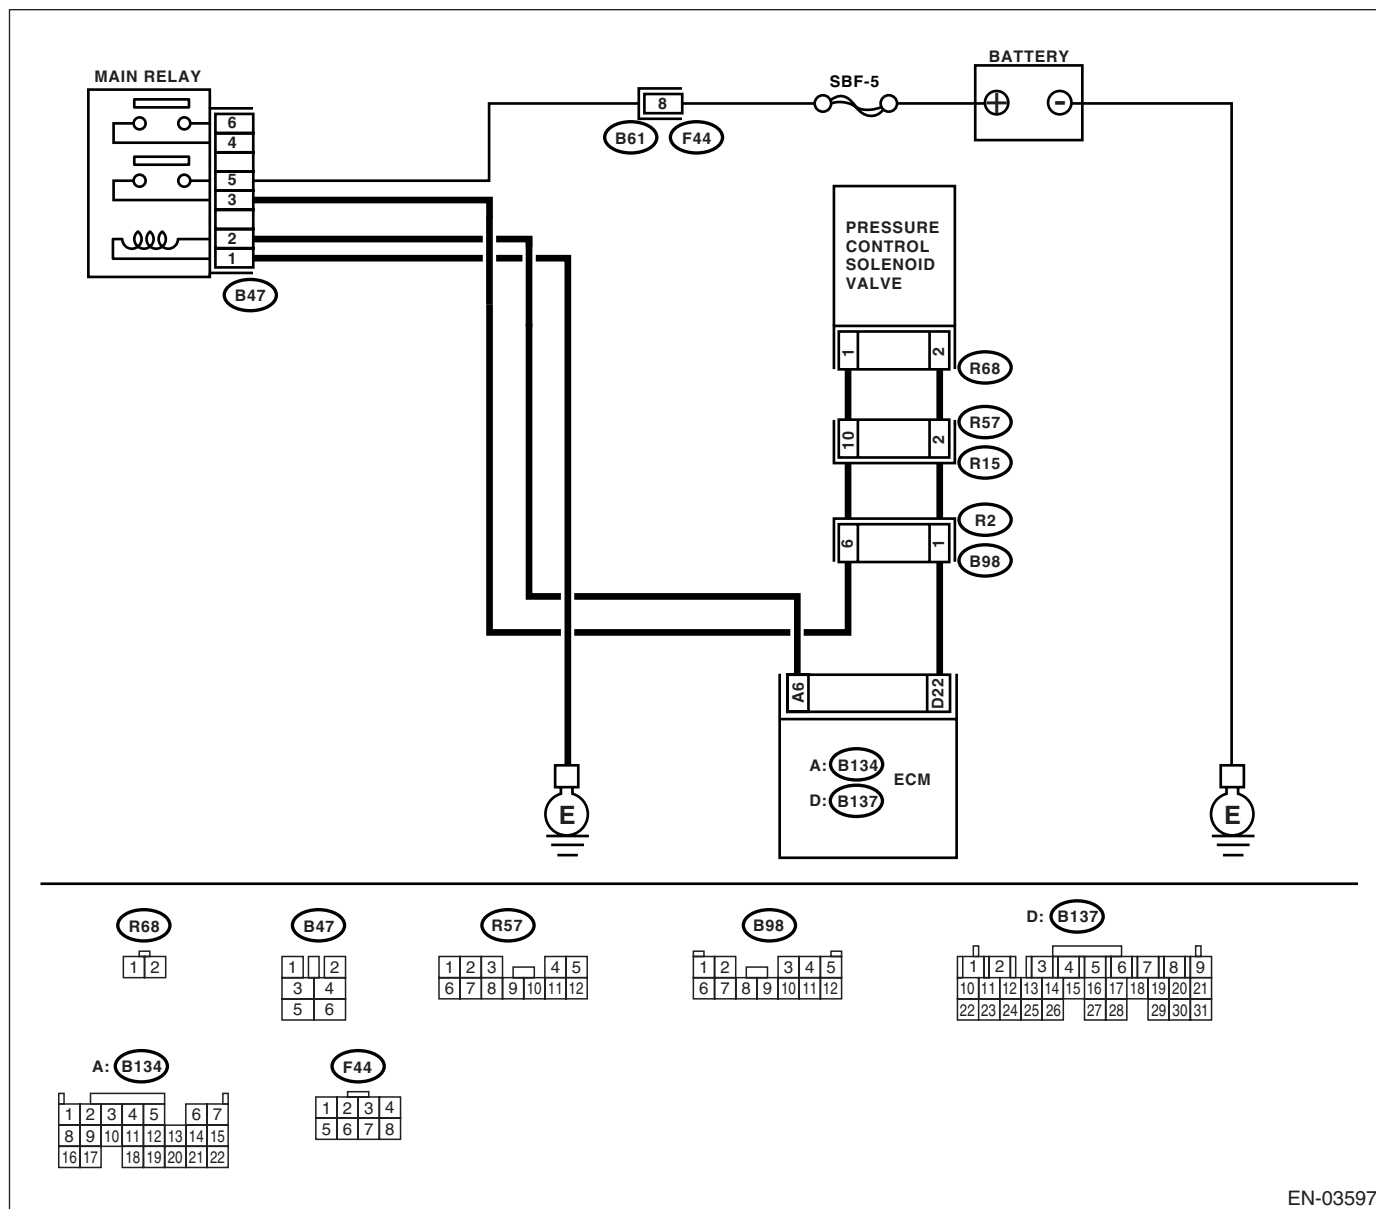 MAIN RELAY
BATTERY
SBF-5
8
B61 F44
6
4
5
3
2
1
B47
PRESSURE
CONTROL
SOLENOID
VALVE
1 2
R68
R57
10 2
R15
R2
6 1
B98
A6 D22
A: B134
ECM
D: B137
E E
R68
1 2
B47
1 2
3 4
5 6
R57
1 2 3 4 5
6 7 8 9 10 11 12
B98
1 2 3 4 5
6 7 8 9 10 11 12
D: B137
1 2 3 4 5 6 7 8 9
10 11 12 13 14 15 16 17 18 19 20 21
22 23 24 25 26 27 28 29 30 31
A: B134
1 2 3 4 5 6 7
8 9 10 11 12 13 14 15
16 17 18 19 20 21 22
F44
1 2 3 4
5 6 7 8
EN-03597